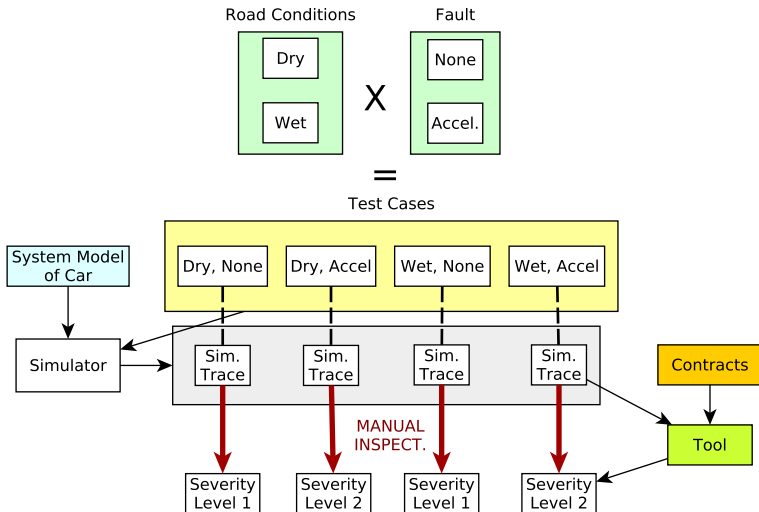 Road Conditions
Fault
Dry
None
X
Wet
Accel.
=
Test Cases
System Model
of Car
Dry, None
Dry, Accel
Wet, None
Wet, Accel
Simulator
Sim.
Trace
Sim.
Trace
Sim.
Trace
Sim.
Trace
Contracts
MANUAL
INSPECT.
Tool
Severity
Level 1
Severity
Level 2
Severity
Level 1
Severity
Level 2